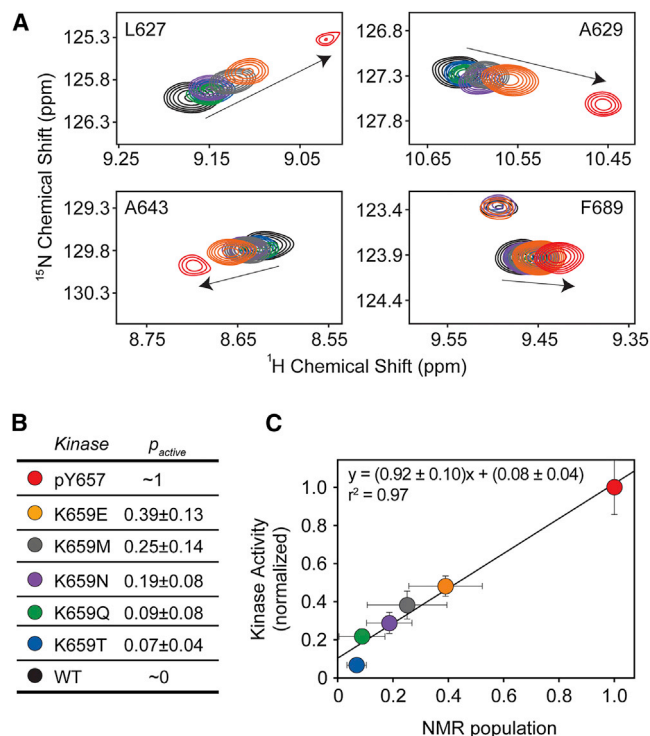 A
L627
125.3
125.8
126.3
9.25 9.15 9.05
A629
126.8
127.3
127.8
10.65 10.55 10.45
A643
129.3
129.8
130.3
8.75 8.65 8.55
F689
123.4
123.9
124.4
9.55 9.45 9.35
15N Chemical Shift (ppm)
1H Chemical Shift (ppm)
B
Kinase pactive
pY657 ~1
K659E 0.39±0.13
K659M 0.25±0.14
K659N 0.19±0.08
K659Q 0.09±0.08
K659T 0.07±0.04
WT ~0
C
y = (0.92 ± 0.10)x + (0.08 ± 0.04)
r² = 0.97
Kinase Activity
(normalized)
1.0
0.8
0.6
0.4
0.2
0
0 0.2 0.4 0.6 0.8 1.0
NMR population